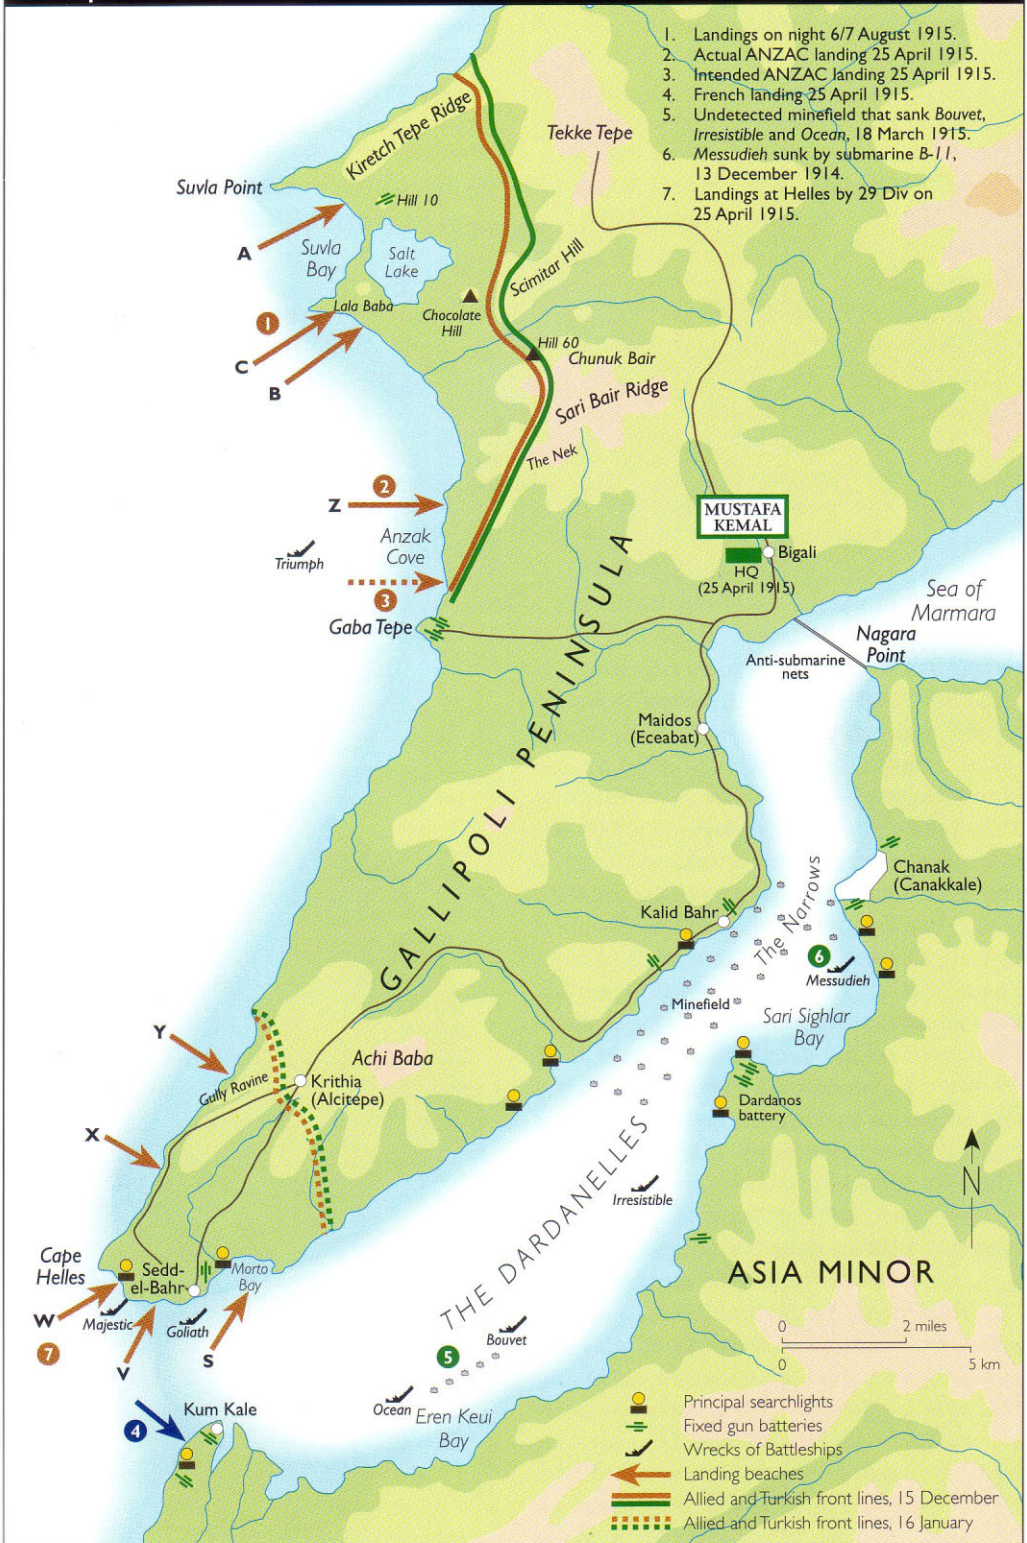 1. Landings on night 6/7 August 1915.
2. Actual ANZAC landing 25 April 1915.
3. Intended ANZAC landing 25 April 1915.
4. French landing 25 April 1915.
5. Undetected minefield that sank Bouvet,
Irresistible and Ocean, 18 March 1915.
6. Messudieh sunk by submarine B-11,
13 December 1914.
7. Landings at Helles by 29 Div on
25 April 1915.
Kiretch Tepe Ridge
Tekke Tepe
Suvla Point
Hill 10
A
Suvla
Bay
Salt
Lake
Scimitar Hill
Lala Baba
1
Chocolate
Hill
C
B
Hill 60
Chunuk Bair
Sari Bair Ridge
The Nek
2
Z
MUSTAFA
KEMAL
Anzak
Cove
Triumph
Bigali
HQ
(25 April 1915)
3
Gaba Tepe
Sea of
Marmara
Nagara
Point
Anti-submarine
nets
GALLIPOLI PENINSULA
Maidos
(Eceabat)
Chanak
(Canakkale)
Kalid Bahr
The Narrows
6
Messudieh
Minefield
Sari Sighlar
Bay
Y
Achi Baba
Gully Ravine
Krithia
(Alcitepe)
Dardanos
battery
X
N
THE DARDANELLES
Irresistible
Cape
Helles
Sedd-
el-Bahr
Morto
Bay
ASIA MINOR
W
Majestic
Goliath
7
V
S
Bouvet
5
0 2 miles
0 5 km
Ocean
Eren Keui
Bay
4
Kum Kale
Principal searchlights
Fixed gun batteries
Wrecks of Battleships
Landing beaches
Allied and Turkish front lines, 15 December
Allied and Turkish front lines, 16 January